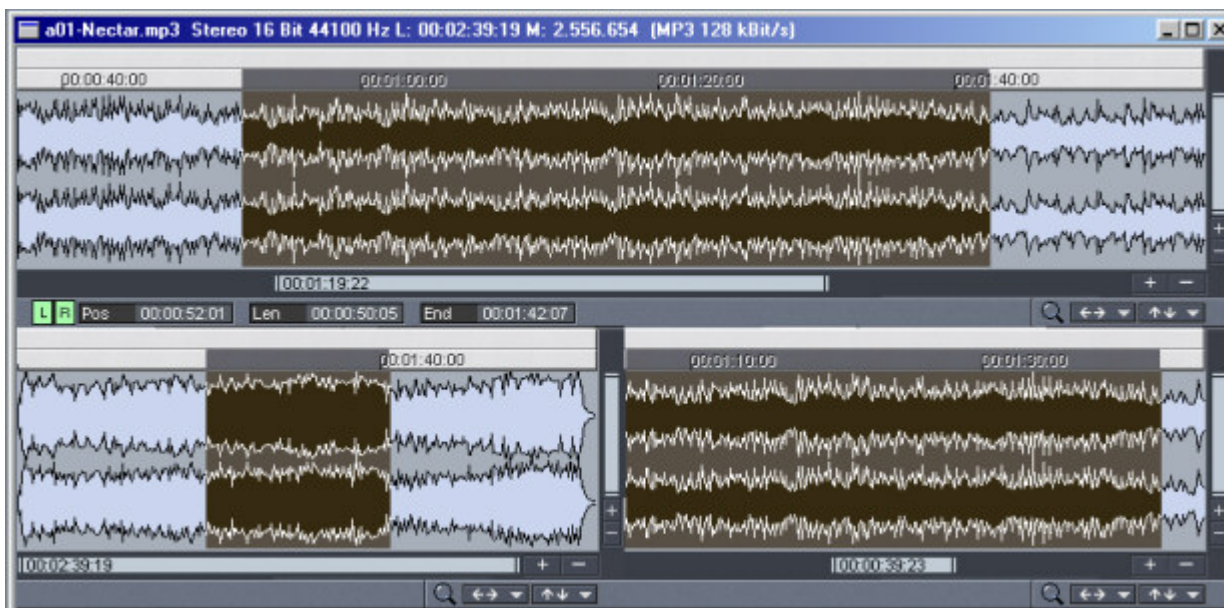 a01-Nectar.mp3 Stereo 16 Bit 44100 Hz L: 00:02:39:19 M: 2.556.654 (MP3 128 kBit/s)
00:00:40:00 00:01:00:00 00:01:20:00 00:01:40:00
00:01:19:22 + −
L R Pos 00:00:52:01 Len 00:00:50:05 End 00:01:42:07
00:01:40:00
00:01:10:00 00:01:30:00
00:02:39:19 + −
00:00:39:23 + −